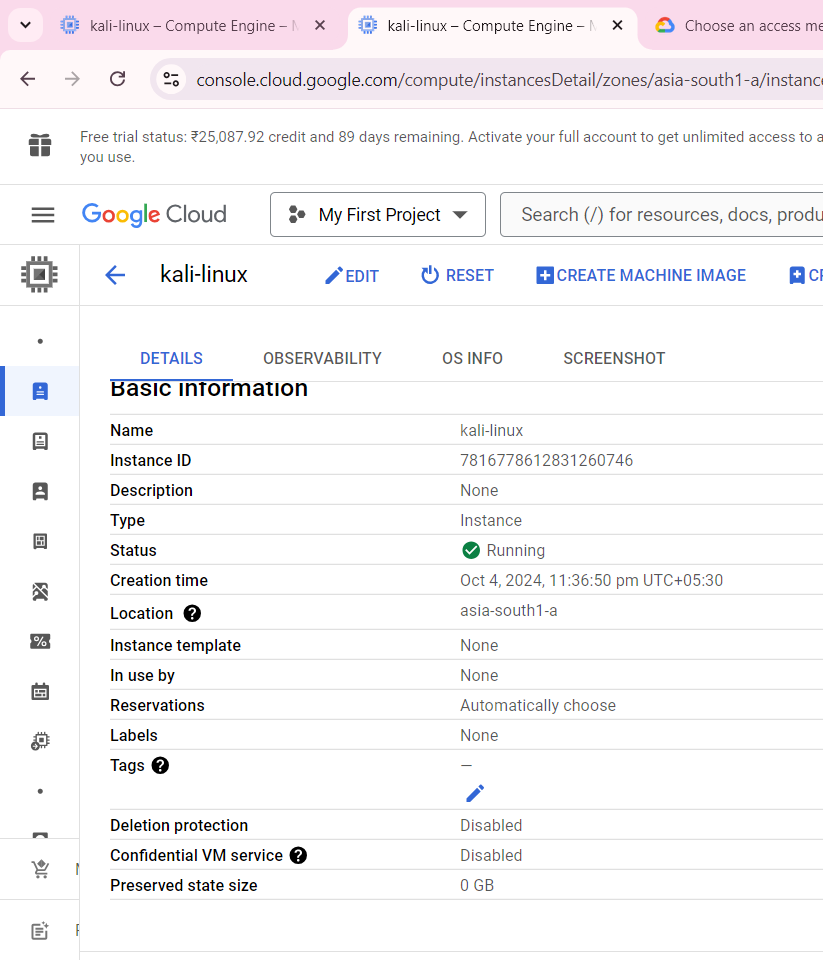 kali-linux – Compute Engine –
kali-linux – Compute Engine –
Choose an access me
console.cloud.google.com/compute/instancesDetail/zones/asia-south1-a/instanc
Free trial status: ₹25,087.92 credit and 89 days remaining. Activate your full account to get unlimited access to a
you use.
Google Cloud
My First Project
Search (/) for resources, docs, produ
kali-linux
EDIT
RESET
CREATE MACHINE IMAGE
CR
DETAILS
OBSERVABILITY
OS INFO
SCREENSHOT
Basic information
Name kali-linux
Instance ID 7816778612831260746
Description None
Type Instance
Status Running
Creation time Oct 4, 2024, 11:36:50 pm UTC+05:30
Location asia-south1-a
Instance template None
In use by None
Reservations Automatically choose
Labels None
Tags —
Deletion protection Disabled
Confidential VM service Disabled
Preserved state size 0 GB